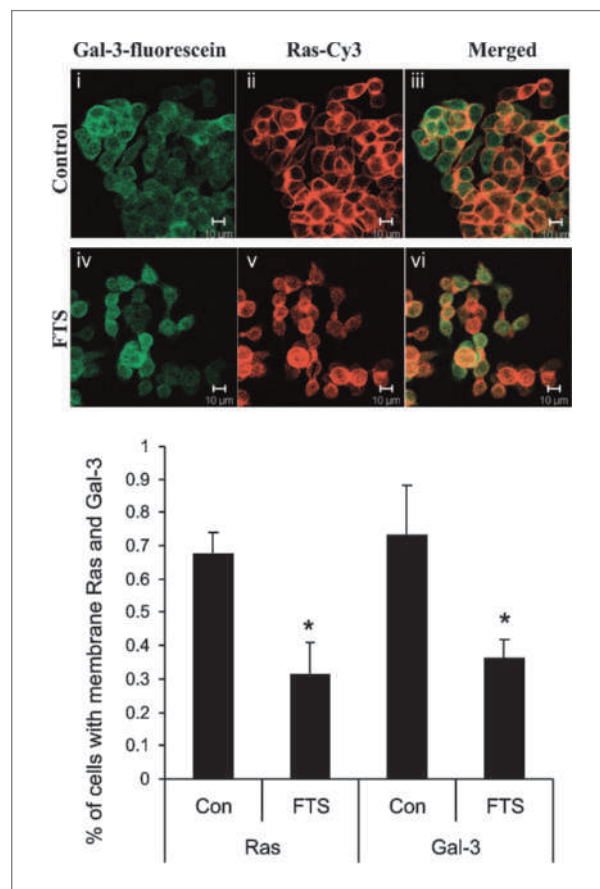 Gal-3-fluorescein Ras-Cy3 Merged
Control
i ii iii
10 µm 10 µm 10 µm
FTS
iv v vi
10 µm 10 µm 10 µm
% of cells with membrane Ras and Gal-3
1
0.9
0.8
0.7
0.6
0.5
0.4
0.3
0.2
0.1
0
* *
Con FTS Con FTS
Ras Gal-3